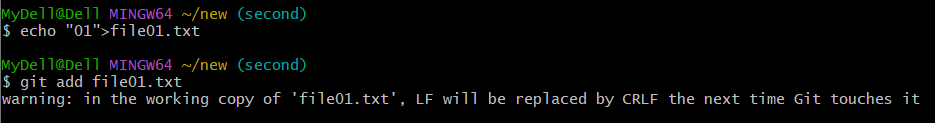 MyDell@Dell MINGW64 ~/new (second)
$ echo "01">file01.txt
MyDell@Dell MINGW64 ~/new (second)
$ git add file01.txt
warning: in the working copy of 'file01.txt', LF will be replaced by CRLF the next time Git touches it